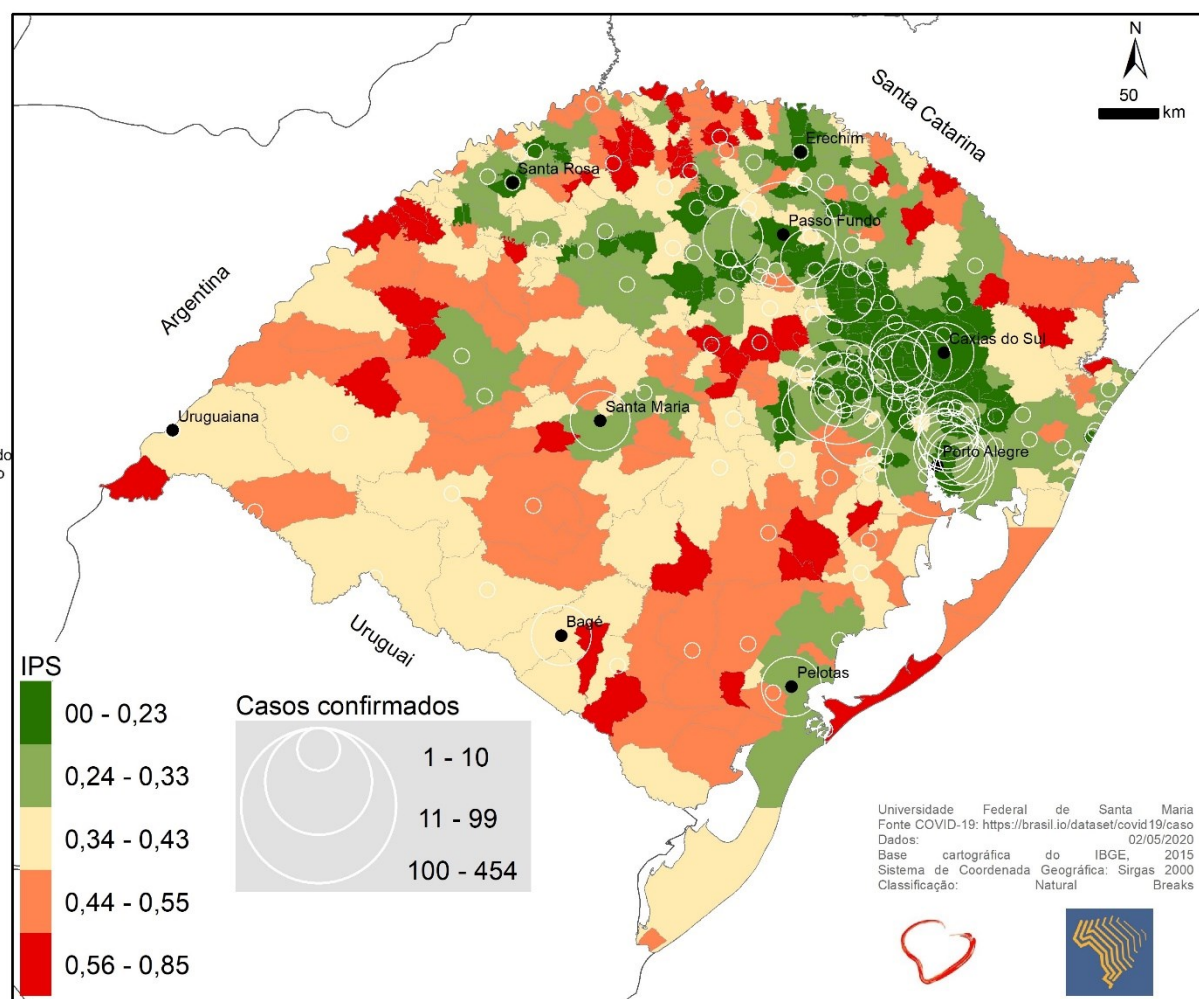 N
50 km
Santa Catarina
Erechim
Santa Rosa
Passo Fundo
Argentina
Caxias do Sul
Santa Maria
Uruguaiana
do
Porto Alegre
Bagé
Uruguai
Pelotas
IPS
00 - 0,23
0,24 - 0,33
0,34 - 0,43
0,44 - 0,55
0,56 - 0,85
Casos confirmados
1 - 10
11 - 99
100 - 454
Universidade Federal de Santa Maria
Fonte COVID-19: https://brasil.io/dataset/covid19/caso
Dados: 02/05/2020
Base cartográfica do IBGE, 2015
Sistema de Coordenada Geográfica: Sirgas 2000
Classificação: Natural Breaks